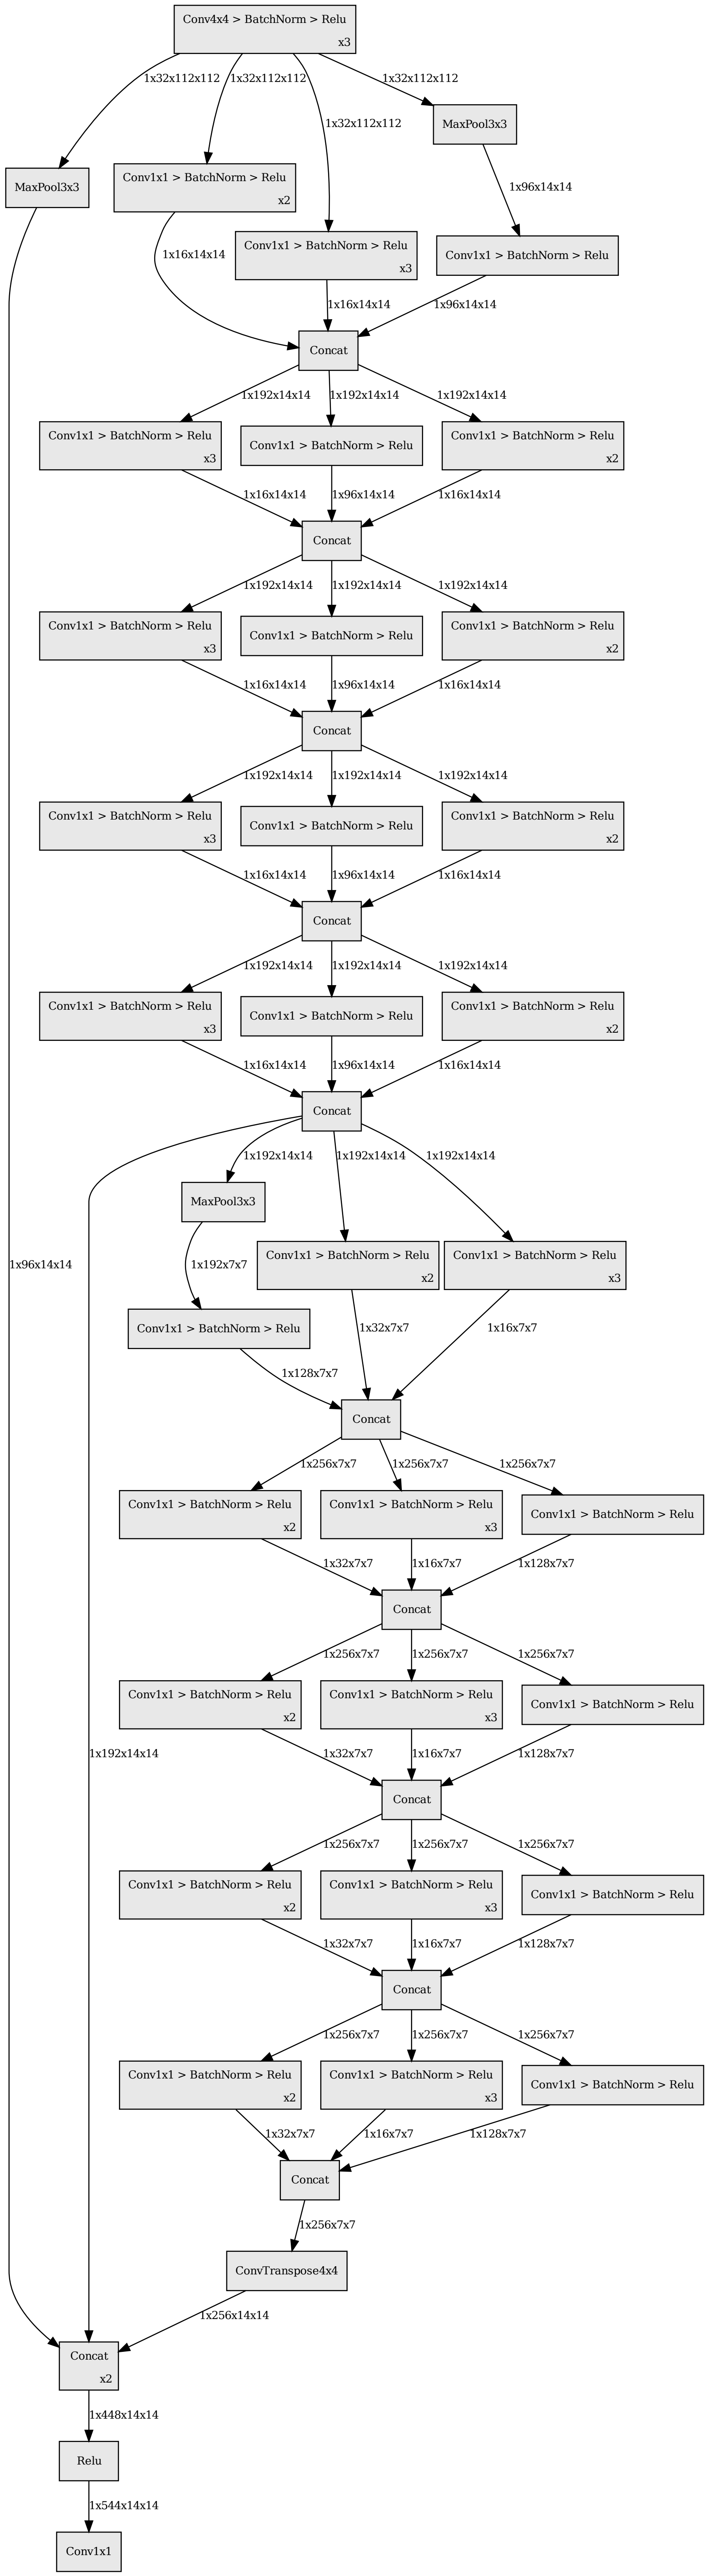 Conv4x4 > BatchNorm > Relu
x3
1x32x112x112
1x32x112x112
1x32x112x112
1x32x112x112
MaxPool3x3
MaxPool3x3
Conv1x1 > BatchNorm > Relu
x2
1x96x14x14
Conv1x1 > BatchNorm > Relu
x3
Conv1x1 > BatchNorm > Relu
1x16x14x14
1x16x14x14
1x96x14x14
Concat
1x192x14x14
1x192x14x14
1x192x14x14
Conv1x1 > BatchNorm > Relu
x3
Conv1x1 > BatchNorm > Relu
Conv1x1 > BatchNorm > Relu
x2
1x16x14x14
1x96x14x14
1x16x14x14
Concat
1x192x14x14
1x192x14x14
1x192x14x14
Conv1x1 > BatchNorm > Relu
x3
Conv1x1 > BatchNorm > Relu
Conv1x1 > BatchNorm > Relu
x2
1x16x14x14
1x96x14x14
1x16x14x14
Concat
1x192x14x14
1x192x14x14
1x192x14x14
Conv1x1 > BatchNorm > Relu
x3
Conv1x1 > BatchNorm > Relu
Conv1x1 > BatchNorm > Relu
x2
1x16x14x14
1x96x14x14
1x16x14x14
Concat
1x192x14x14
1x192x14x14
1x192x14x14
Conv1x1 > BatchNorm > Relu
x3
Conv1x1 > BatchNorm > Relu
Conv1x1 > BatchNorm > Relu
x2
1x16x14x14
1x96x14x14
1x16x14x14
Concat
1x192x14x14
1x192x14x14
1x192x14x14
MaxPool3x3
1x96x14x14
1x192x7x7
Conv1x1 > BatchNorm > Relu
x2
Conv1x1 > BatchNorm > Relu
x3
Conv1x1 > BatchNorm > Relu
1x32x7x7
1x16x7x7
1x128x7x7
Concat
1x256x7x7
1x256x7x7
1x256x7x7
Conv1x1 > BatchNorm > Relu
x2
Conv1x1 > BatchNorm > Relu
x3
Conv1x1 > BatchNorm > Relu
1x32x7x7
1x16x7x7
1x128x7x7
Concat
1x256x7x7
1x256x7x7
1x256x7x7
Conv1x1 > BatchNorm > Relu
x2
Conv1x1 > BatchNorm > Relu
x3
Conv1x1 > BatchNorm > Relu
1x192x14x14
1x32x7x7
1x16x7x7
1x128x7x7
Concat
1x256x7x7
1x256x7x7
1x256x7x7
Conv1x1 > BatchNorm > Relu
x2
Conv1x1 > BatchNorm > Relu
x3
Conv1x1 > BatchNorm > Relu
1x32x7x7
1x16x7x7
1x128x7x7
Concat
1x256x7x7
1x256x7x7
1x256x7x7
Conv1x1 > BatchNorm > Relu
x2
Conv1x1 > BatchNorm > Relu
x3
Conv1x1 > BatchNorm > Relu
1x32x7x7
1x16x7x7
1x128x7x7
Concat
1x256x7x7
ConvTranspose4x4
1x256x14x14
Concat
x2
1x448x14x14
Relu
1x544x14x14
Conv1x1